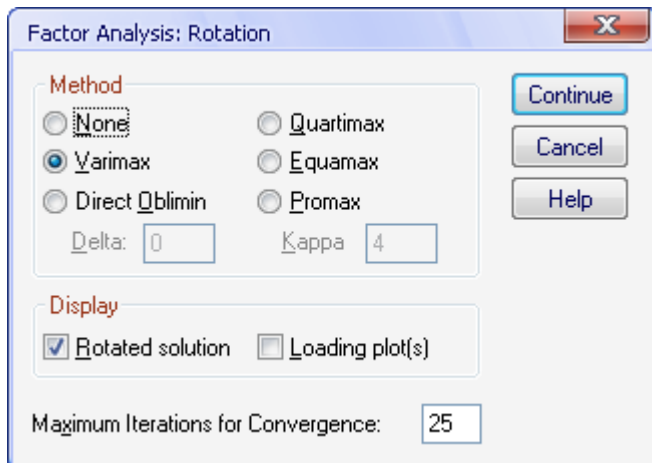 Factor Analysis: Rotation
Method
None
Quartimax
Varimax
Equamax
Direct Oblimin
Promax
Delta: 0
Kappa 4
Display
Rotated solution
Loading plot(s)
Maximum Iterations for Convergence: 25
Continue
Cancel
Help